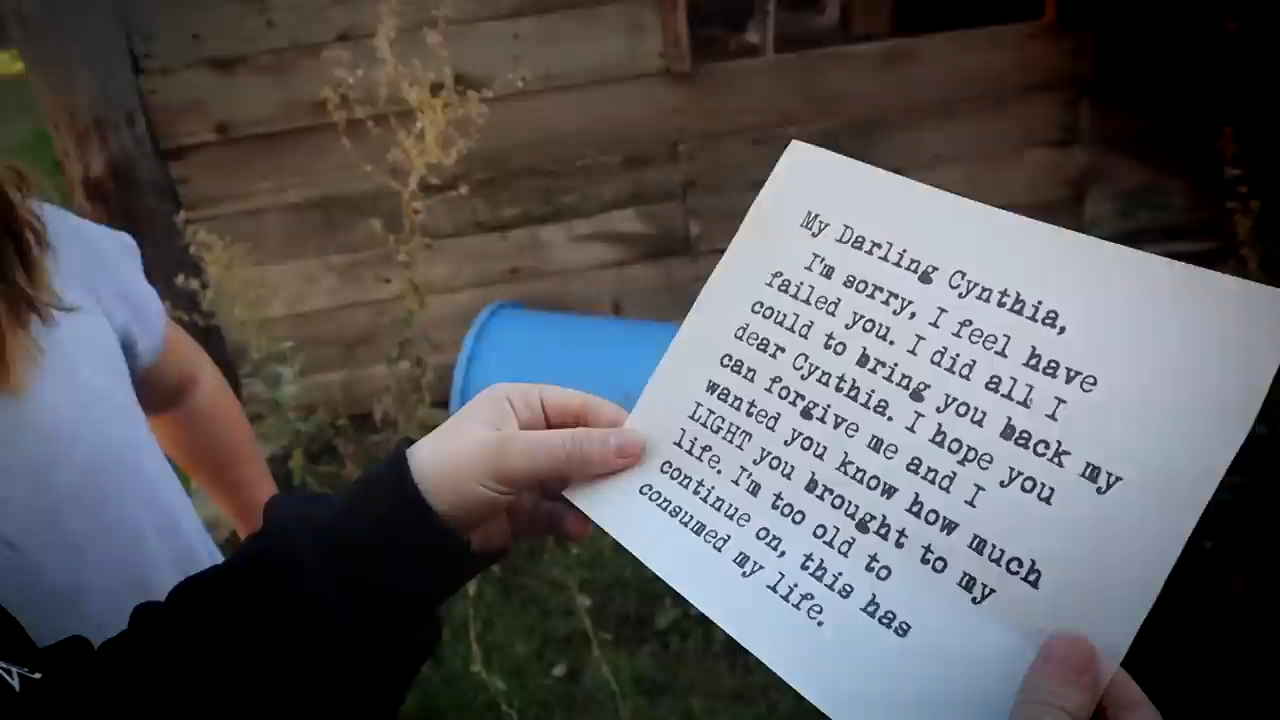 My Darling Cynthia,
I'm sorry, I feel have
failed you. I did all I
could to bring you back my
dear Cynthia. I hope you
can forgive me and I
wanted you know how much
LIGHT you brought to my
life. I'm too old to
continue on, this has
consumed my life.